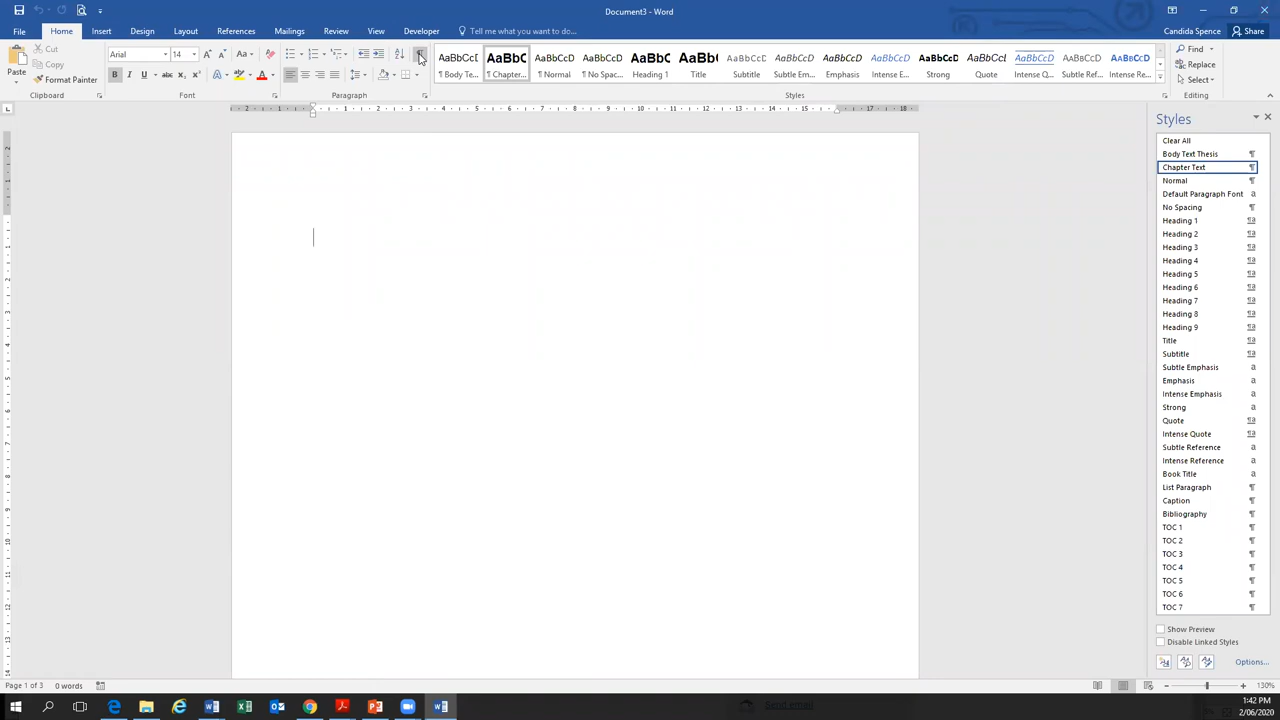 Document3 - Word
Candida Spence
Share
File
Home
Insert
Design
Layout
References
Mailings
Review
View
Developer
Tell me what you want to do...
Paste
Cut
Copy
Format Painter
Clipboard
Arial
14
Font
Paragraph
AaBbCcI
¶ Body Te...
AaBbC
¶ Chapter...
AaBbCcD
¶ Normal
AaBbCcD
¶ No Spac...
AaBbC
Heading 1
AaBbC
Title
AaBbCcD
Subtitle
AaBbCcD
Subtle Em...
AaBbCcD
Emphasis
AaBbCcD
Intense E...
AaBbCcD
Strong
AaBbCcI
Quote
AaBbCcD
Intense Q...
AaBbCcD
Subtle Ref...
AaBbCcD
Intense Re...
Styles
Find
Replace
Select
Editing
Styles
Clear All
Body Text Thesis
Chapter Text
Normal
Default Paragraph Font
No Spacing
Heading 1
Heading 2
Heading 3
Heading 4
Heading 5
Heading 6
Heading 7
Heading 8
Heading 9
Title
Subtitle
Subtle Emphasis
Emphasis
Intense Emphasis
Strong
Quote
Intense Quote
Subtle Reference
Intense Reference
Book Title
List Paragraph
Caption
Bibliography
TOC 1
TOC 2
TOC 3
TOC 4
TOC 5
TOC 6
TOC 7
Show Preview
Disable Linked Styles
Options...
Page 1 of 3
0 words
130%
Send email
1:42 PM
2/06/2020